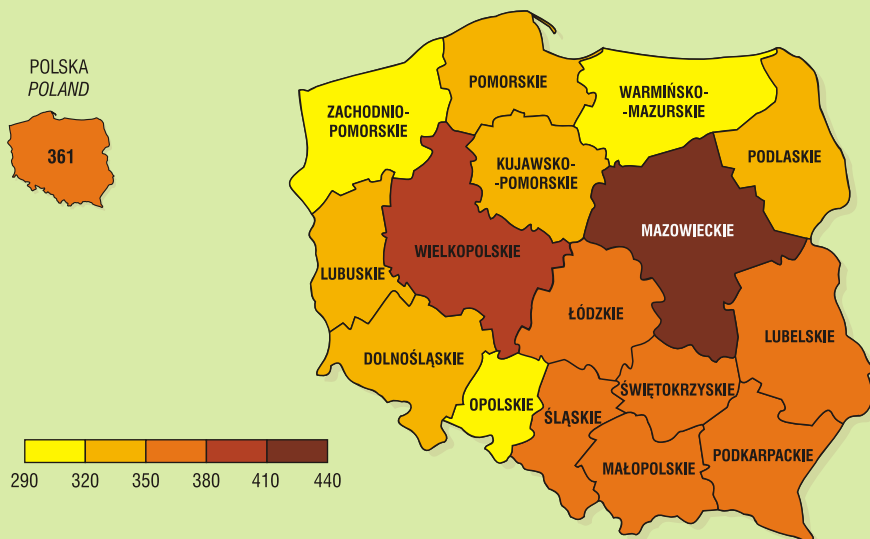 POLSKA
POLAND
361
POMORSKIE
WARMIŃSKO-
-MAZURSKIE
ZACHODNIO-
POMORSKIE
KUJAWSKO-
-POMORSKIE
PODLASKIE
MAZOWIECKIE
WIELKOPOLSKIE
LUBUSKIE
ŁÓDZKIE
LUBELSKIE
DOLNOŚLĄSKIE
OPOLSKIE
ŚLĄSKIE
ŚWIĘTOKRZYSKIE
MAŁOPOLSKIE
PODKARPACKIE
290 320 350 380 410 440